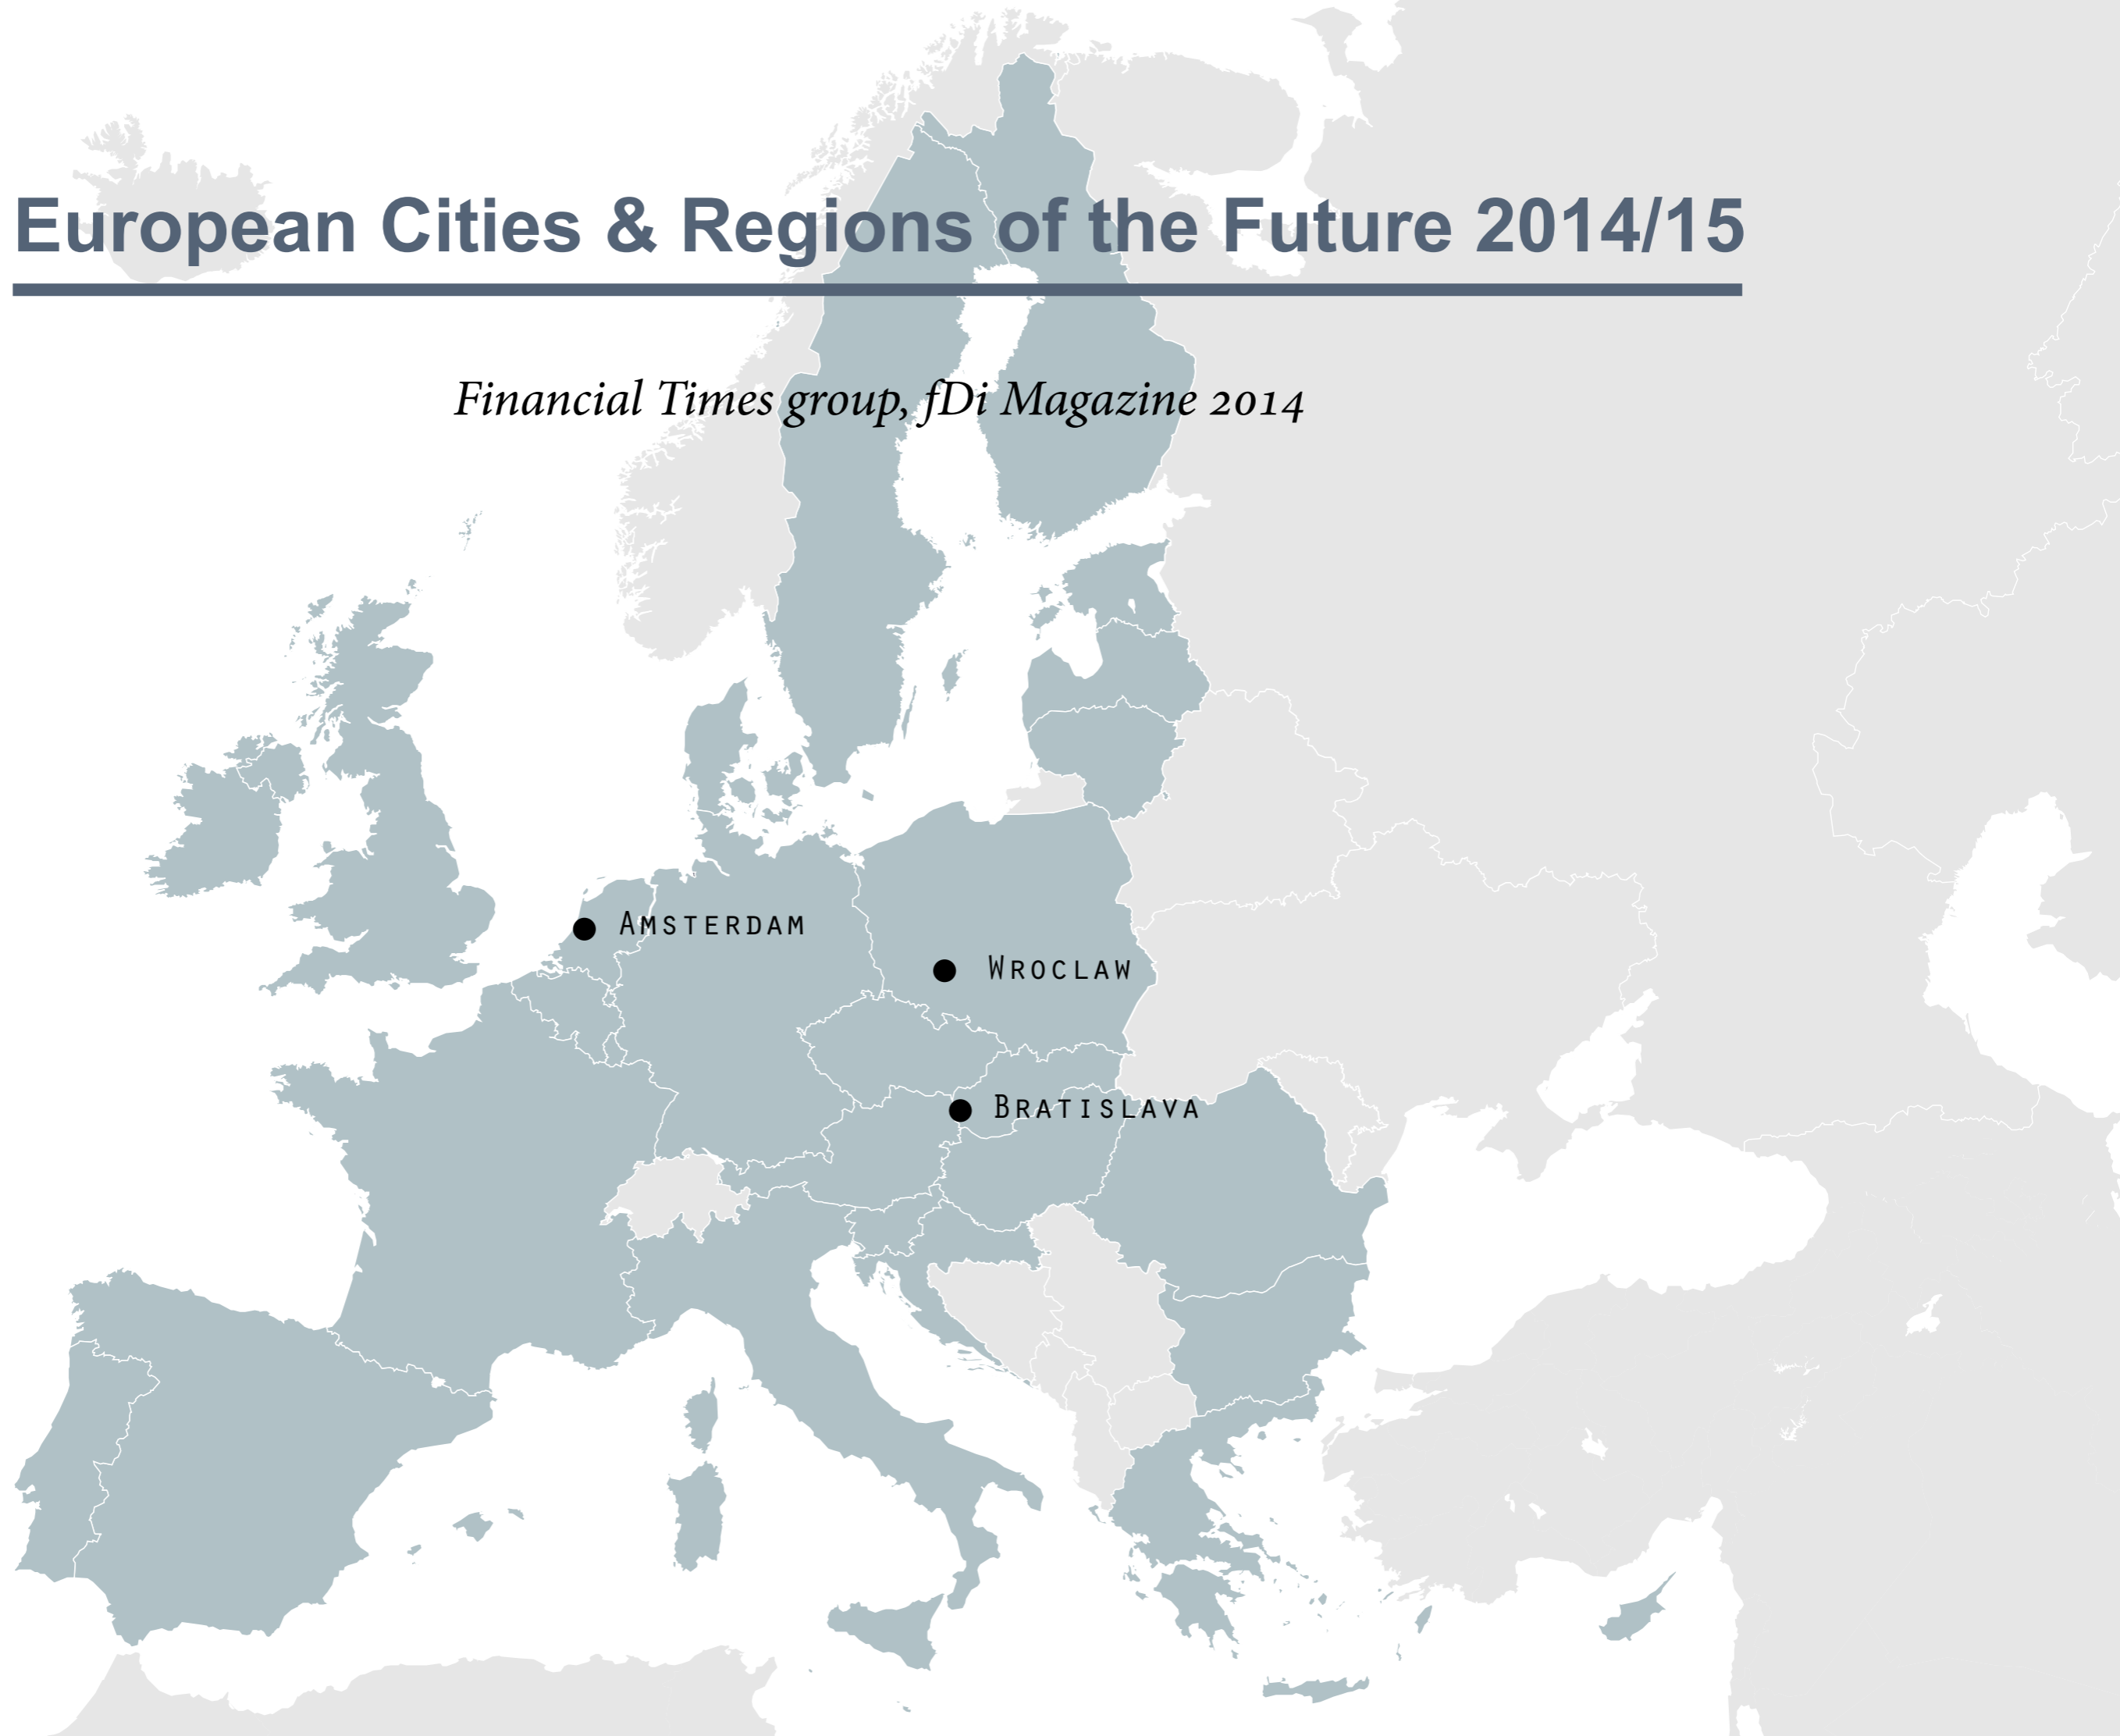 European Cities & Regions of the Future 2014/15
Financial Times group, fDi Magazine 2014
Amsterdam
Wroclaw
Bratislava